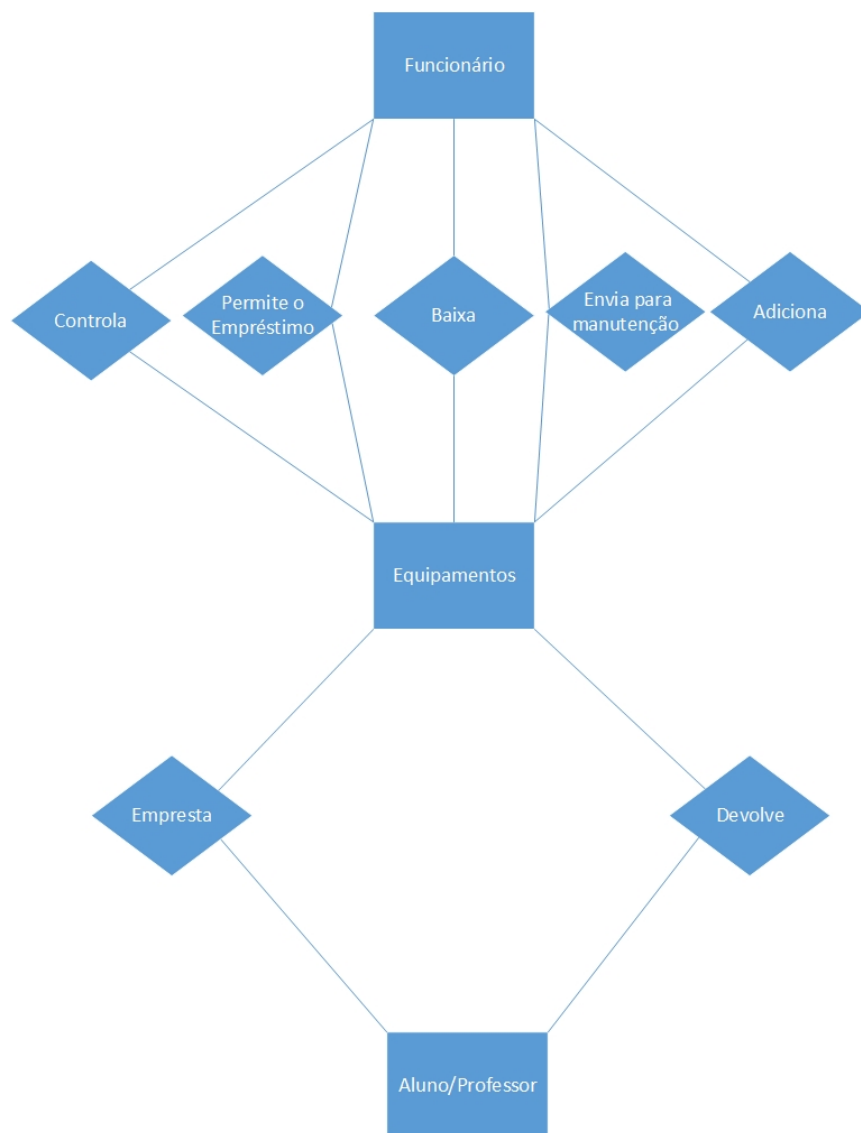 Funcionário
Controla
Permite o
Empréstimo
Baixa
Envia para
manutenção
Adiciona
Equipamentos
Empresta
Devolve
Aluno/Professor